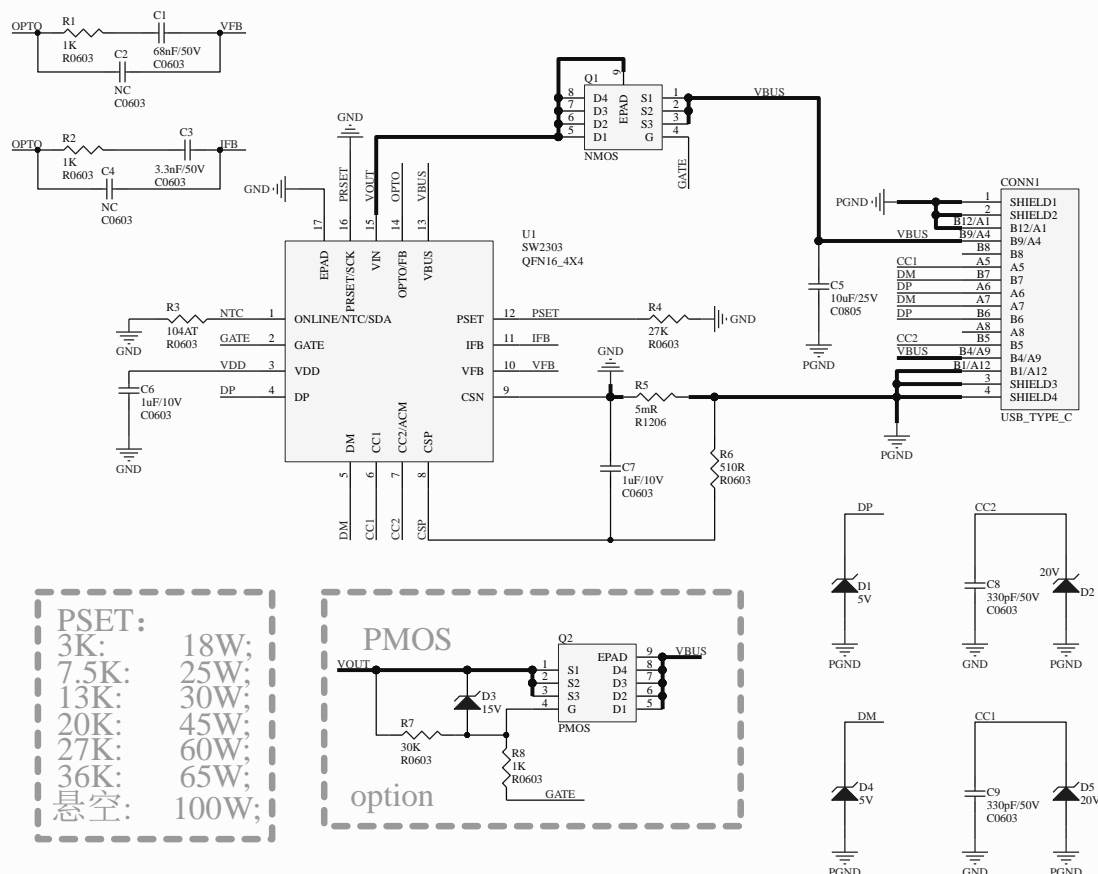 OPTO
R1
1K
R0603
C1
68nF/50V
C0603
VFB
C2
NC
C0603
OPTO
R2
1K
R0603
C3
3.3nF/50V
C0603
IFB
C4
NC
C0603
Q1
9
EPAD
8 D4
7 D3
6 D2
5 D1
S1 1
S2 2
S3 3
G 4
NMOS
GATE
VBUS
GND
GND
PRSET
VOUT
OPTO
VBUS
17
16
15
14
13
EPAD
PRSET/SCK
VIN
OPTO/FB
VBUS
U1
SW2303
QFN16_4X4
R3
104AT
R0603
GND
NTC 1 ONLINE/NTC/SDA
GATE 2 GATE
VDD 3 VDD
DP 4 DP
C6
1uF/10V
C0603
GND
PSET 12 PSET
IFB 11 IFB
VFB 10 VFB
CSN 9
R4
27K
R0603
GND
GND
R5
5mR
R1206
DM
CC1
CC2/ACM
CSP
5
6
7
8
DM
CC1
CC2
CSP
C7
1uF/10V
C0603
R6
510R
R0603
C5
10uF/25V
C0805
PGND
CONN1
PGND
1 SHIELD1
2 SHIELD2
B12/A1 B12/A1
VBUS B9/A4 B9/A4
B8 B8
CC1 A5 A5
DM B7 B7
DP A6 A6
DM A7 A7
DP B6 B6
A8 A8
CC2 B5 B5
VBUS B4/A9 B4/A9
B1/A12 B1/A12
3 SHIELD3
4 SHIELD4
USB_TYPE_C
PGND
DP
D1
5V
PGND
CC2
C8
330pF/50V
C0603
GND
20V
D2
PGND
DM
D4
5V
PGND
CC1
C9
330pF/50V
C0603
GND
D5
20V
PGND
PSET：
3K: 18W;
7.5K: 25W;
13K: 30W;
20K: 45W;
27K: 60W;
36K: 65W;
悬空: 100W;
PMOS
VOUT
D3
15V
R7
30K
R0603
R8
1K
R0603
GATE
Q2
1 S1
2 S2
3 S3
4 G
EPAD 9
D4 8
D3 7
D2 6
D1 5
PMOS
VBUS
option